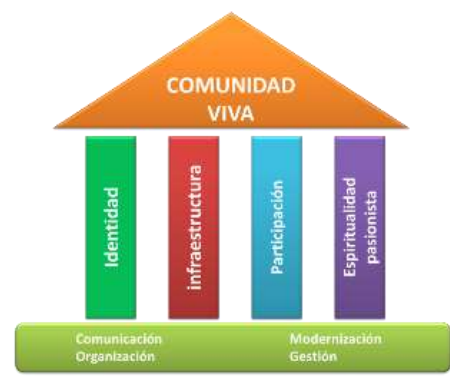 COMUNIDAD
VIVA
Identidad
infraestructura
Participación
Espiritualidad
pasionista
Comunicación
Organización
Modernización
Gestión